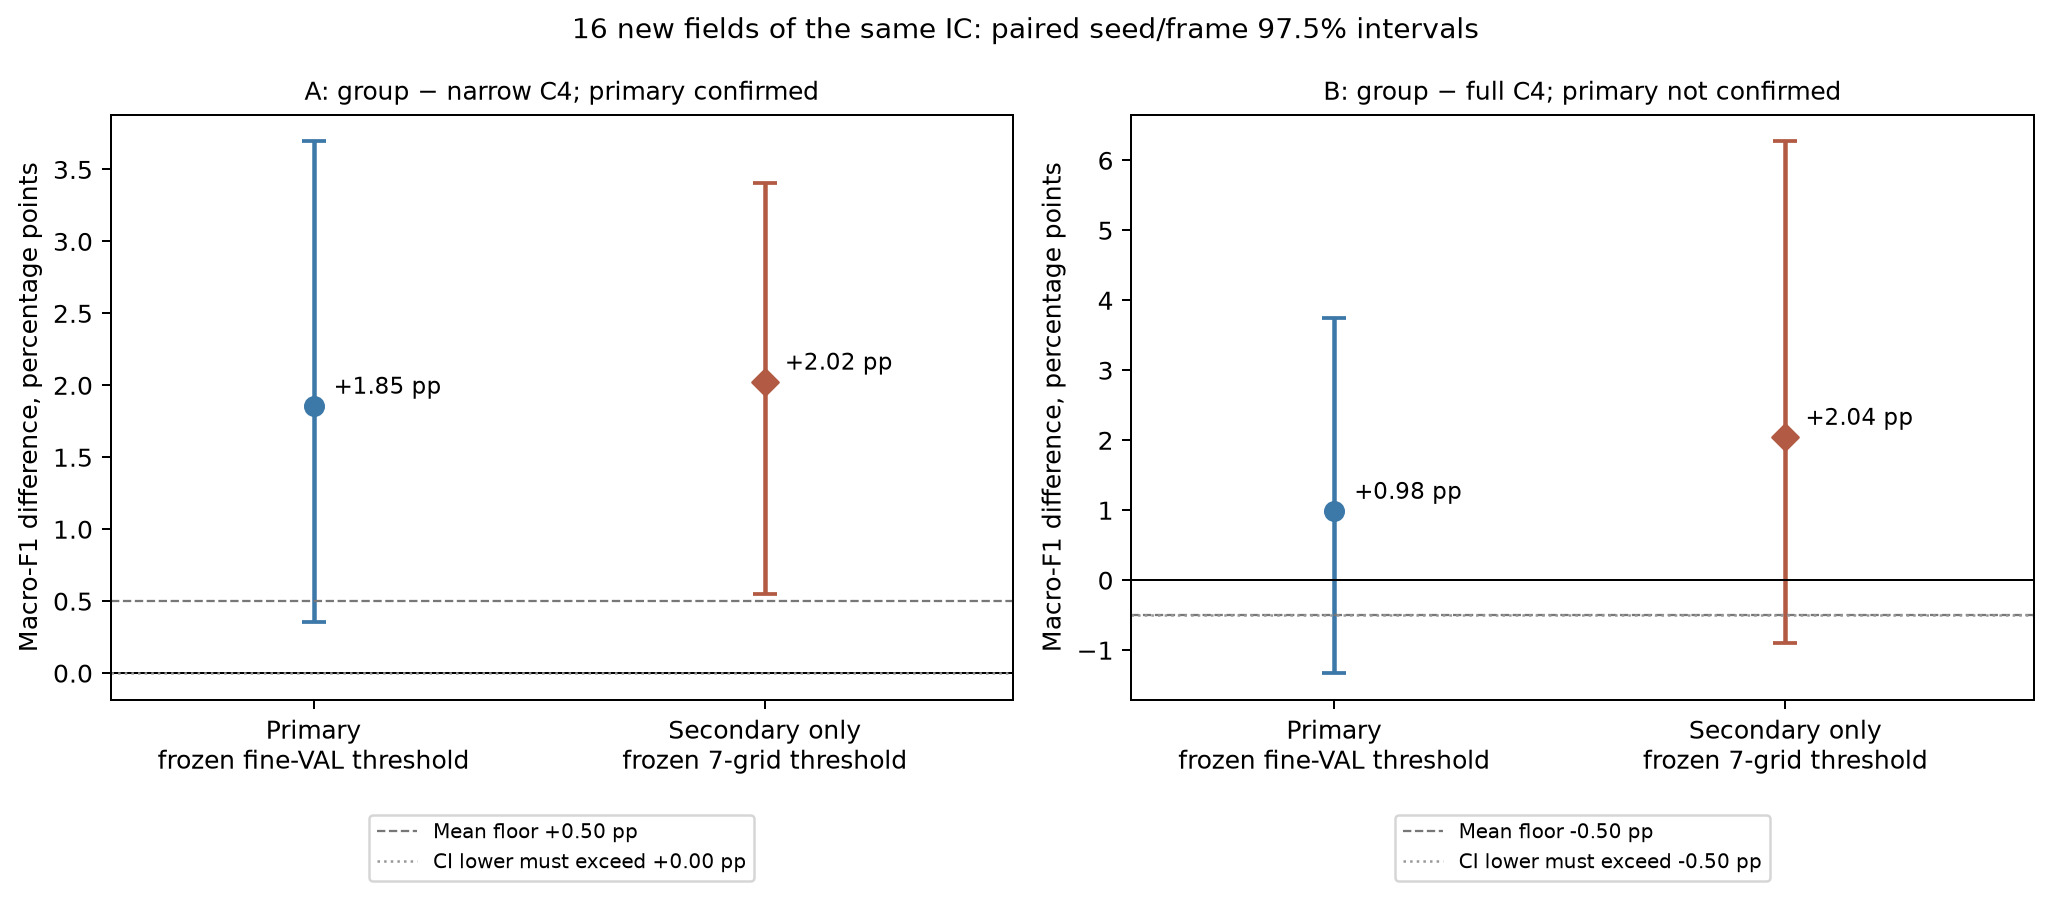 16 new fields of the same IC: paired seed/frame 97.5% intervals
A: group − narrow C4; primary confirmed
Macro-F1 difference, percentage points
3.5
3.0
2.5
2.0
1.5
1.0
0.5
0.0
+1.85 pp
+2.02 pp
Primary
frozen fine-VAL threshold
Secondary only
frozen 7-grid threshold
Mean floor +0.50 pp
CI lower must exceed +0.00 pp
B: group − full C4; primary not confirmed
Macro-F1 difference, percentage points
6
5
4
3
2
1
0
−1
+0.98 pp
+2.04 pp
Primary
frozen fine-VAL threshold
Secondary only
frozen 7-grid threshold
Mean floor -0.50 pp
CI lower must exceed -0.50 pp